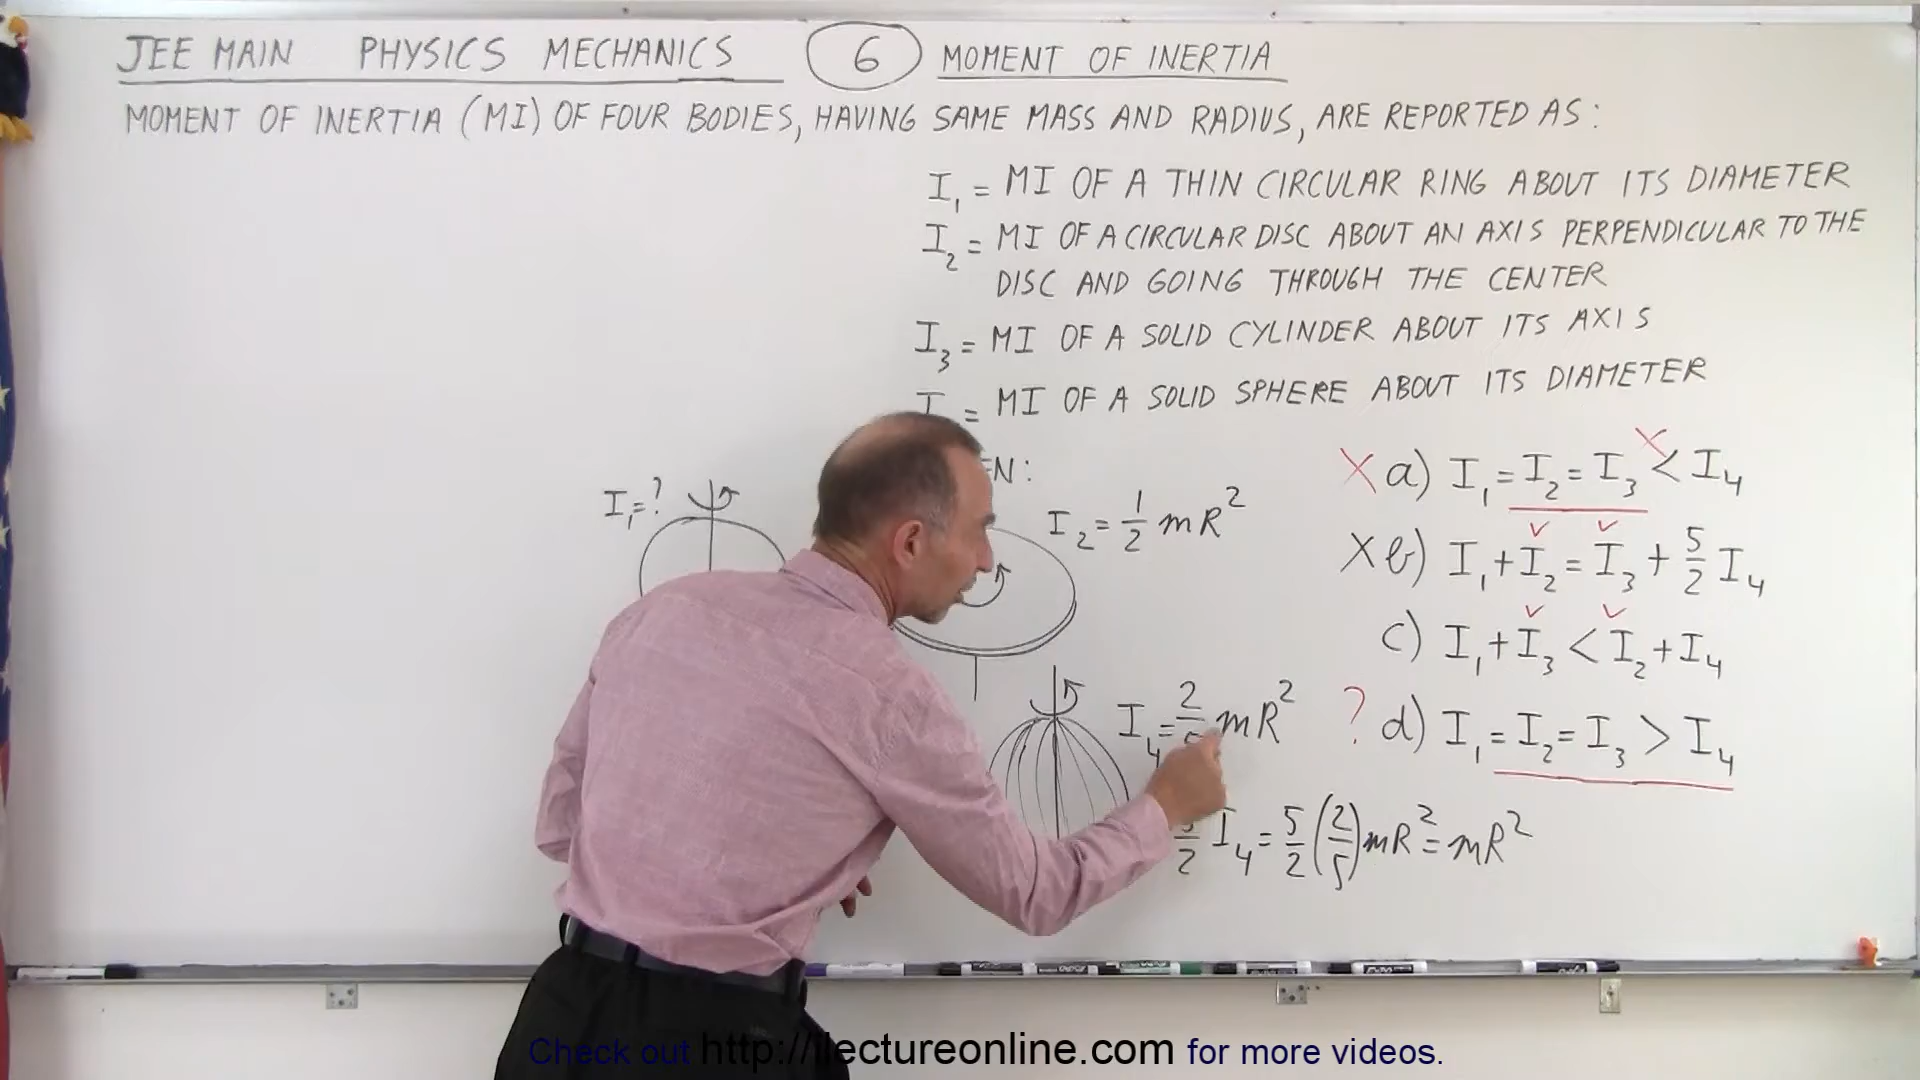 JEE MAIN PHYSICS MECHANICS 6 MOMENT OF INERTIA
MOMENT OF INERTIA (MI) OF FOUR BODIES, HAVING SAME MASS AND RADIUS, ARE REPORTED AS:
I₁ = MI OF A THIN CIRCULAR RING ABOUT ITS DIAMETER
I₂ = MI OF A CIRCULAR DISC ABOUT AN AXIS PERPENDICULAR TO THE
DISC AND GOING THROUGH THE CENTER
I₃ = MI OF A SOLID CYLINDER ABOUT ITS AXIS
I = MI OF A SOLID SPHERE ABOUT ITS DIAMETER
EN:
I₁=?
I₂ = 1/2 mR²
I₄ = 2/5 mR²
5/2 I₄ = 5/2 (2/5) mR² = mR²
X a) I₁ = I₂ = I₃ < I₄
X b) I₁ + I₂ = I₃ + 5/2 I₄
c) I₁ + I₃ < I₂ + I₄
? d) I₁ = I₂ = I₃ > I₄
EXPO
Check out http://ilectureonline.com for more videos.